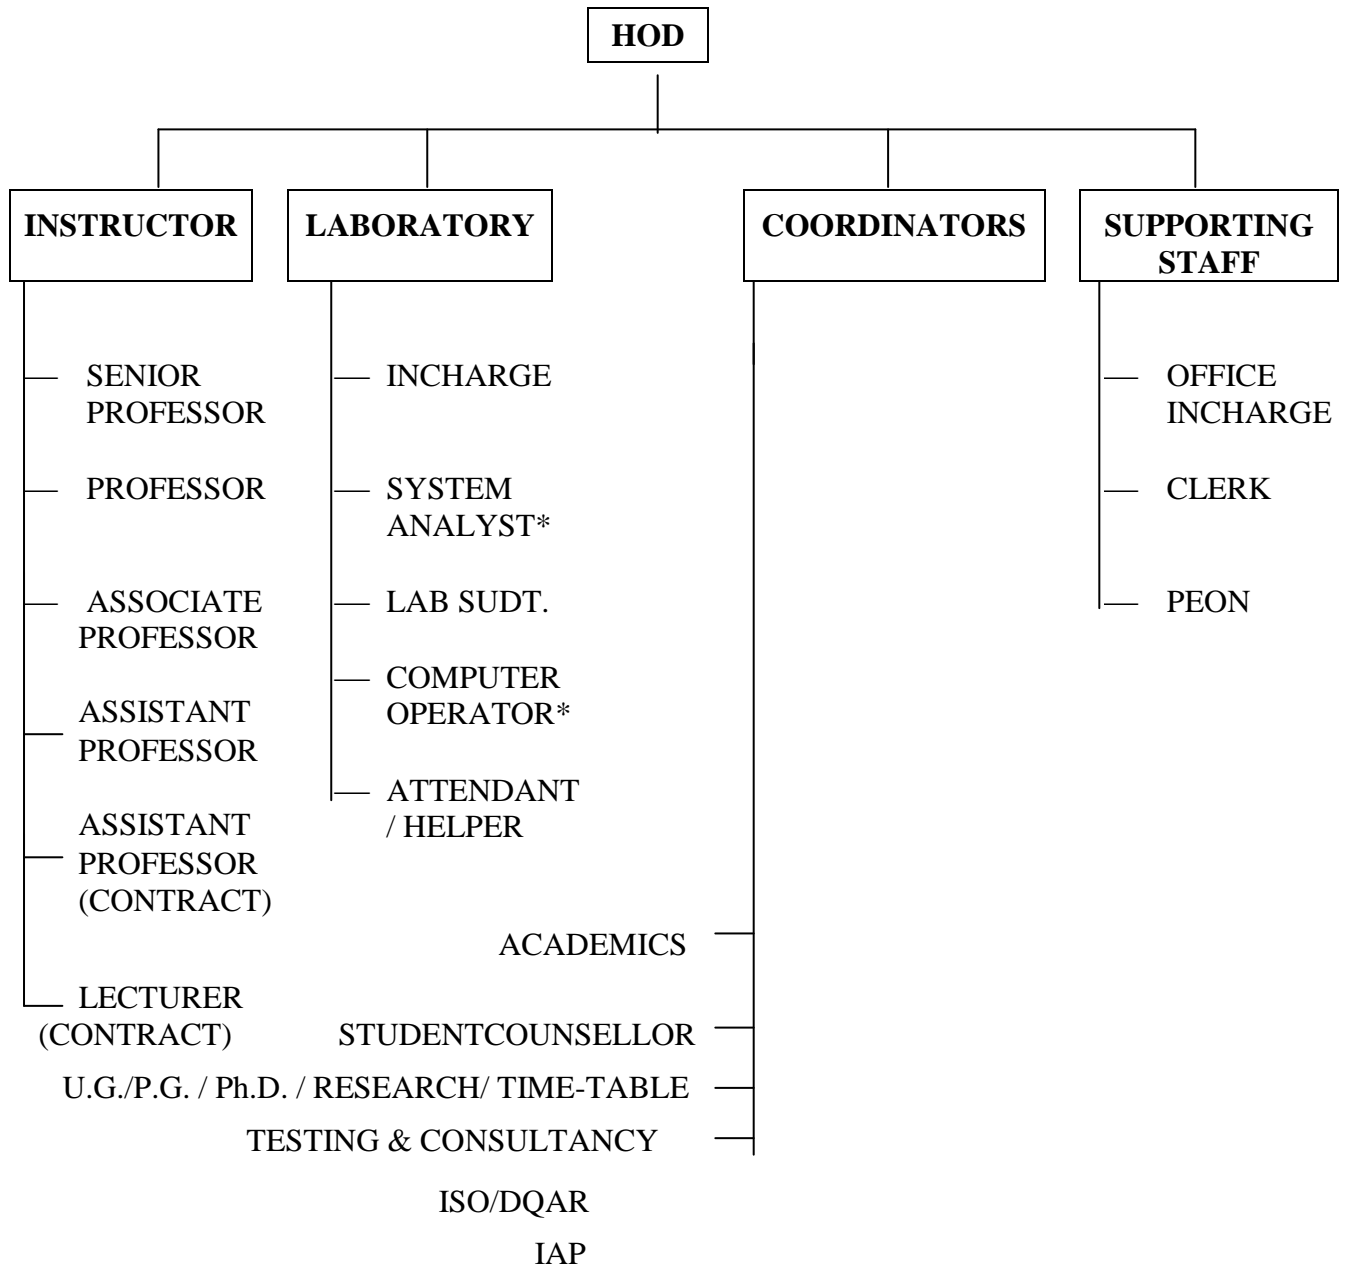 HOD
INSTRUCTOR
LABORATORY
COORDINATORS
SUPPORTING
STAFF
SENIOR
PROFESSOR
PROFESSOR
ASSOCIATE
PROFESSOR
ASSISTANT
PROFESSOR
ASSISTANT
PROFESSOR
(CONTRACT)
LECTURER
(CONTRACT)
INCHARGE
SYSTEM
ANALYST*
LAB SUDT.
COMPUTER
OPERATOR*
ATTENDANT
/ HELPER
ACADEMICS
STUDENTCOUNSELLOR
U.G./P.G. / Ph.D. / RESEARCH/ TIME-TABLE
TESTING & CONSULTANCY
ISO/DQAR
IAP
OFFICE
INCHARGE
CLERK
PEON